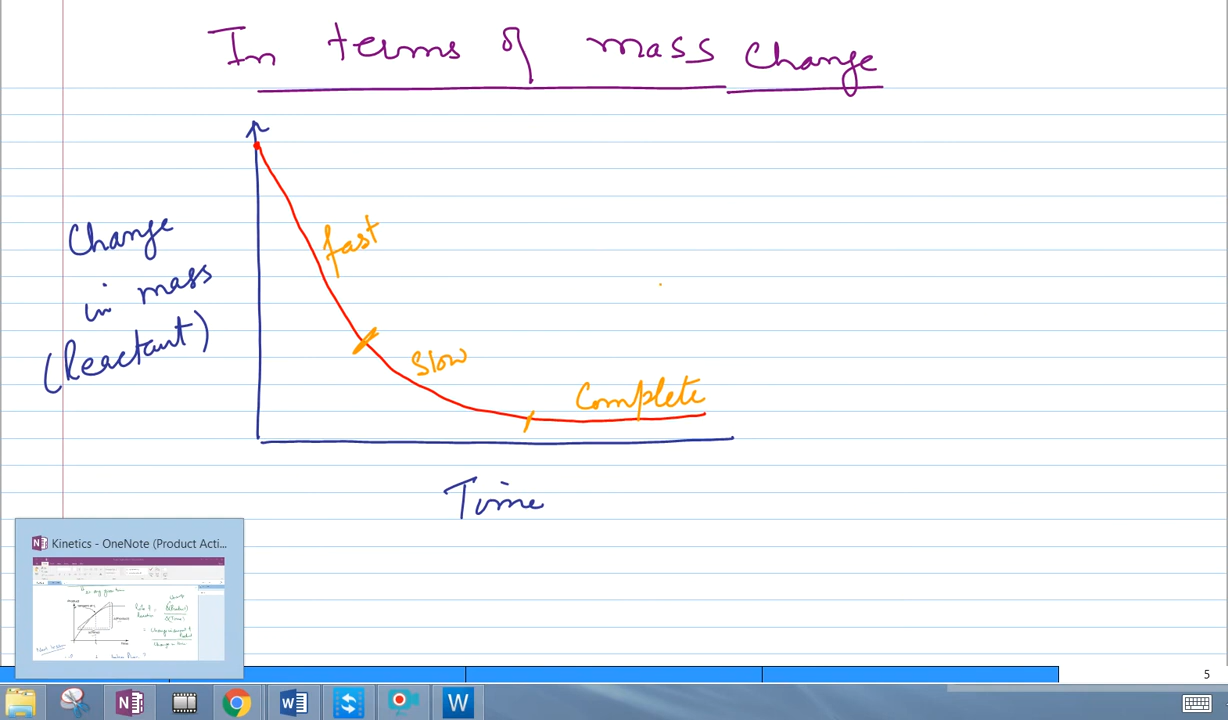 In terms of mass Change
Change
in mass
(Reactant)
fast
Slow
Complete
Time
Kinetics - OneNote (Product Acti...
5